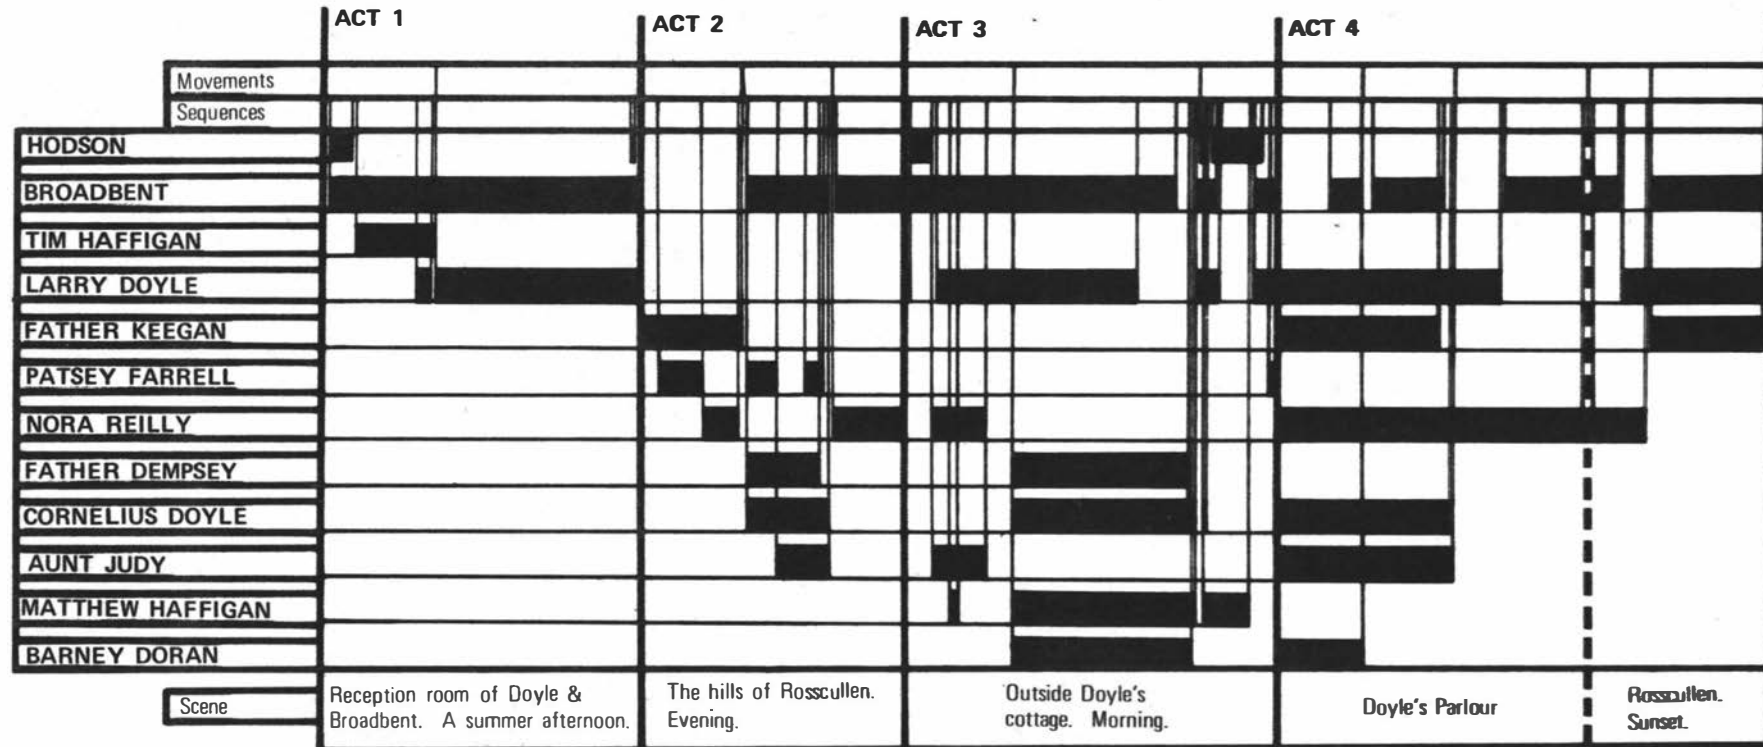 ACT 1
ACT 2
ACT 3
ACT 4
Movements
Sequences
HODSON
BROADBENT
TIM HAFFIGAN
LARRY DOYLE
FATHER KEEGAN
PATSEY FARRELL
NORA REILLY
FATHER DEMPSEY
CORNELIUS DOYLE
AUNT JUDY
MATTHEW HAFFIGAN
BARNEY DORAN
Scene
Reception room of Doyle &
Broadbent. A summer afternoon.
The hills of Rosscullen.
Evening.
Outside Doyle's
cottage. Morning.
Doyle's Parlour
Rosscullen.
Sunset.